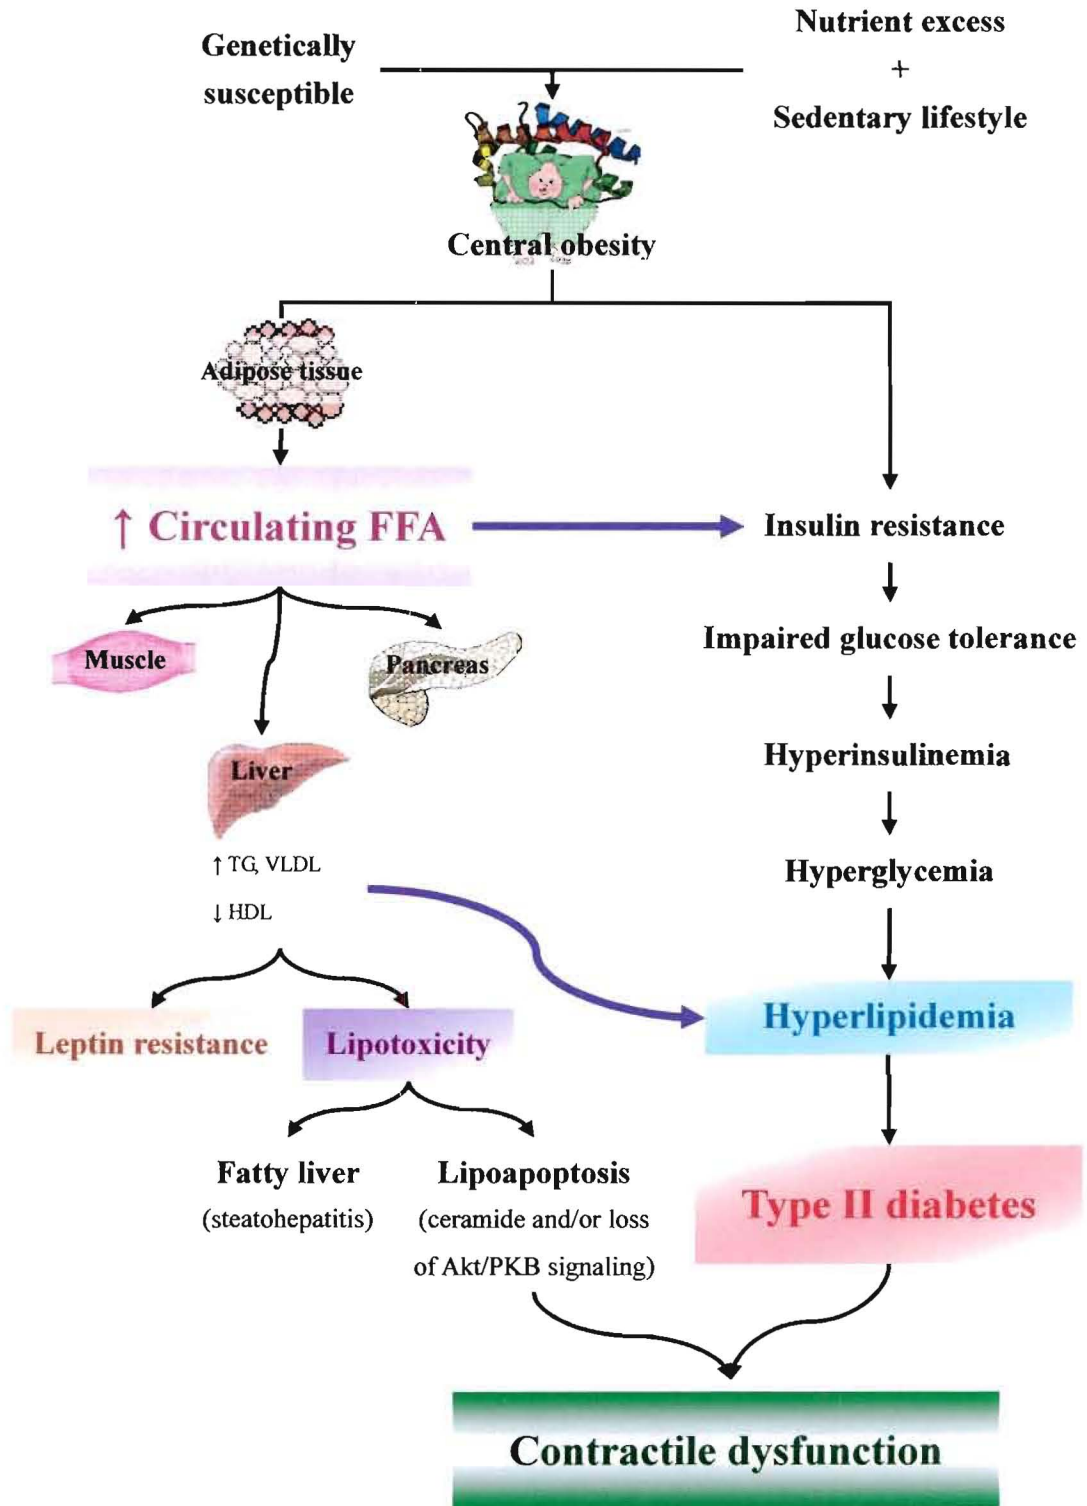 Genetically
susceptible
Nutrient excess
+
Sedentary lifestyle
Central obesity
Adipose tissue
↑ Circulating FFA
Insulin resistance
Muscle
Pancreas
Impaired glucose tolerance
Liver
Hyperinsulinemia
↑ TG, VLDL
↓ HDL
Hyperglycemia
Leptin resistance
Lipotoxicity
Hyperlipidemia
Fatty liver
(steatohepatitis)
Lipoapoptosis
(ceramide and/or loss
of Akt/PKB signaling)
Type II diabetes
Contractile dysfunction